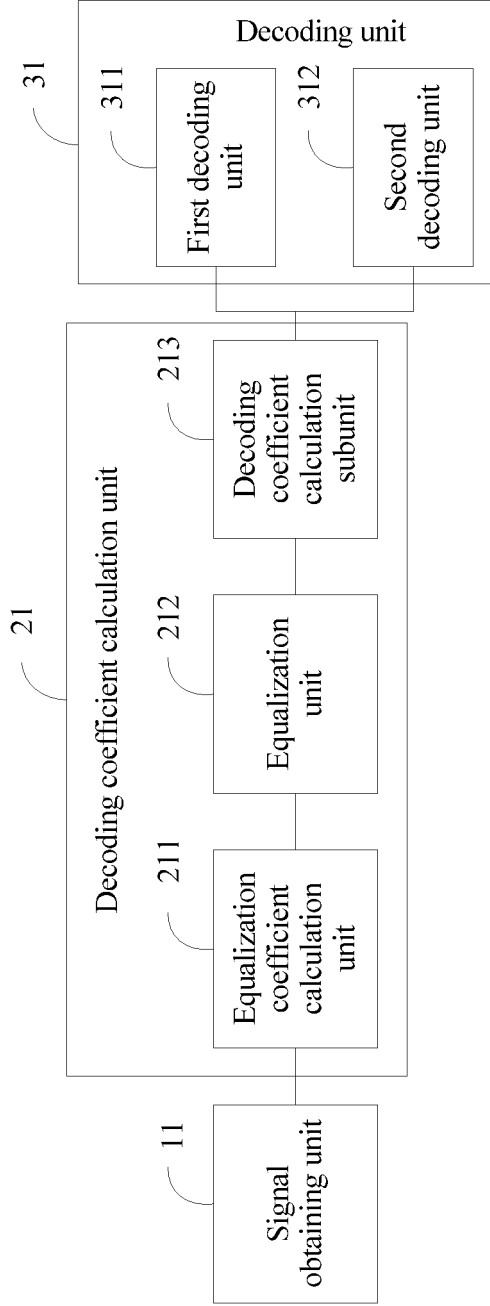 11
Signal
obtaining unit
21
Decoding coefficient calculation unit
211
Equalization
coefficient
calculation
unit
212
Equalization
unit
213
Decoding
coefficient
calculation
subunit
31
Decoding unit
311
First decoding
unit
312
Second
decoding unit